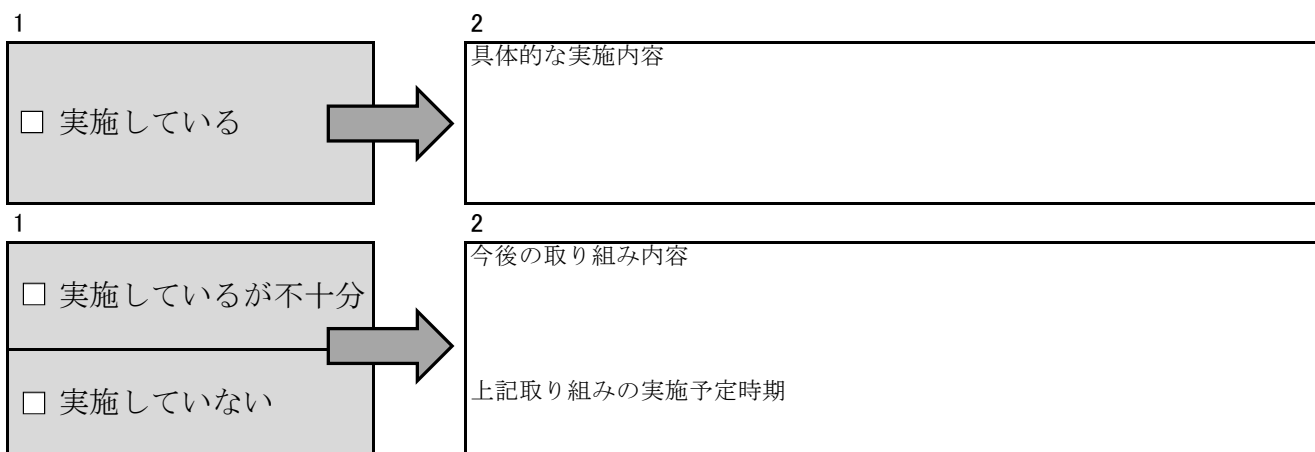 1
2
□ 実施している
具体的な実施内容
1
2
□ 実施しているが不十分
□ 実施していない
今後の取り組み内容
上記取り組みの実施予定時期